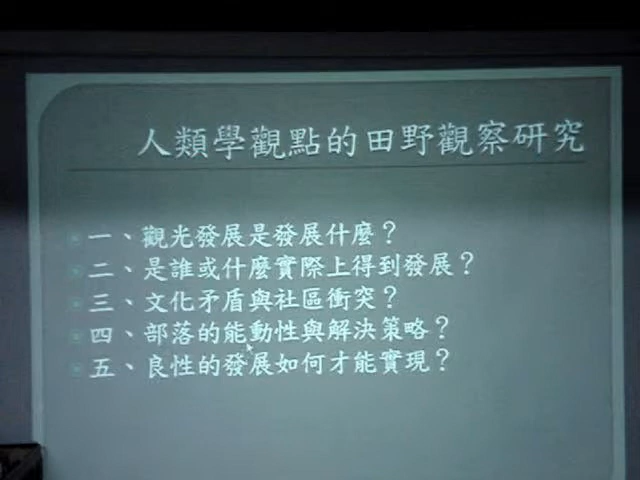 人類學觀點的田野觀察研究
一、觀光發展是發展什麼？
二、是誰或什麼實際上得到發展？
三、文化矛盾與社區衝突？
四、部落的能動性與解決策略？
五、良性的發展如何才能實現？